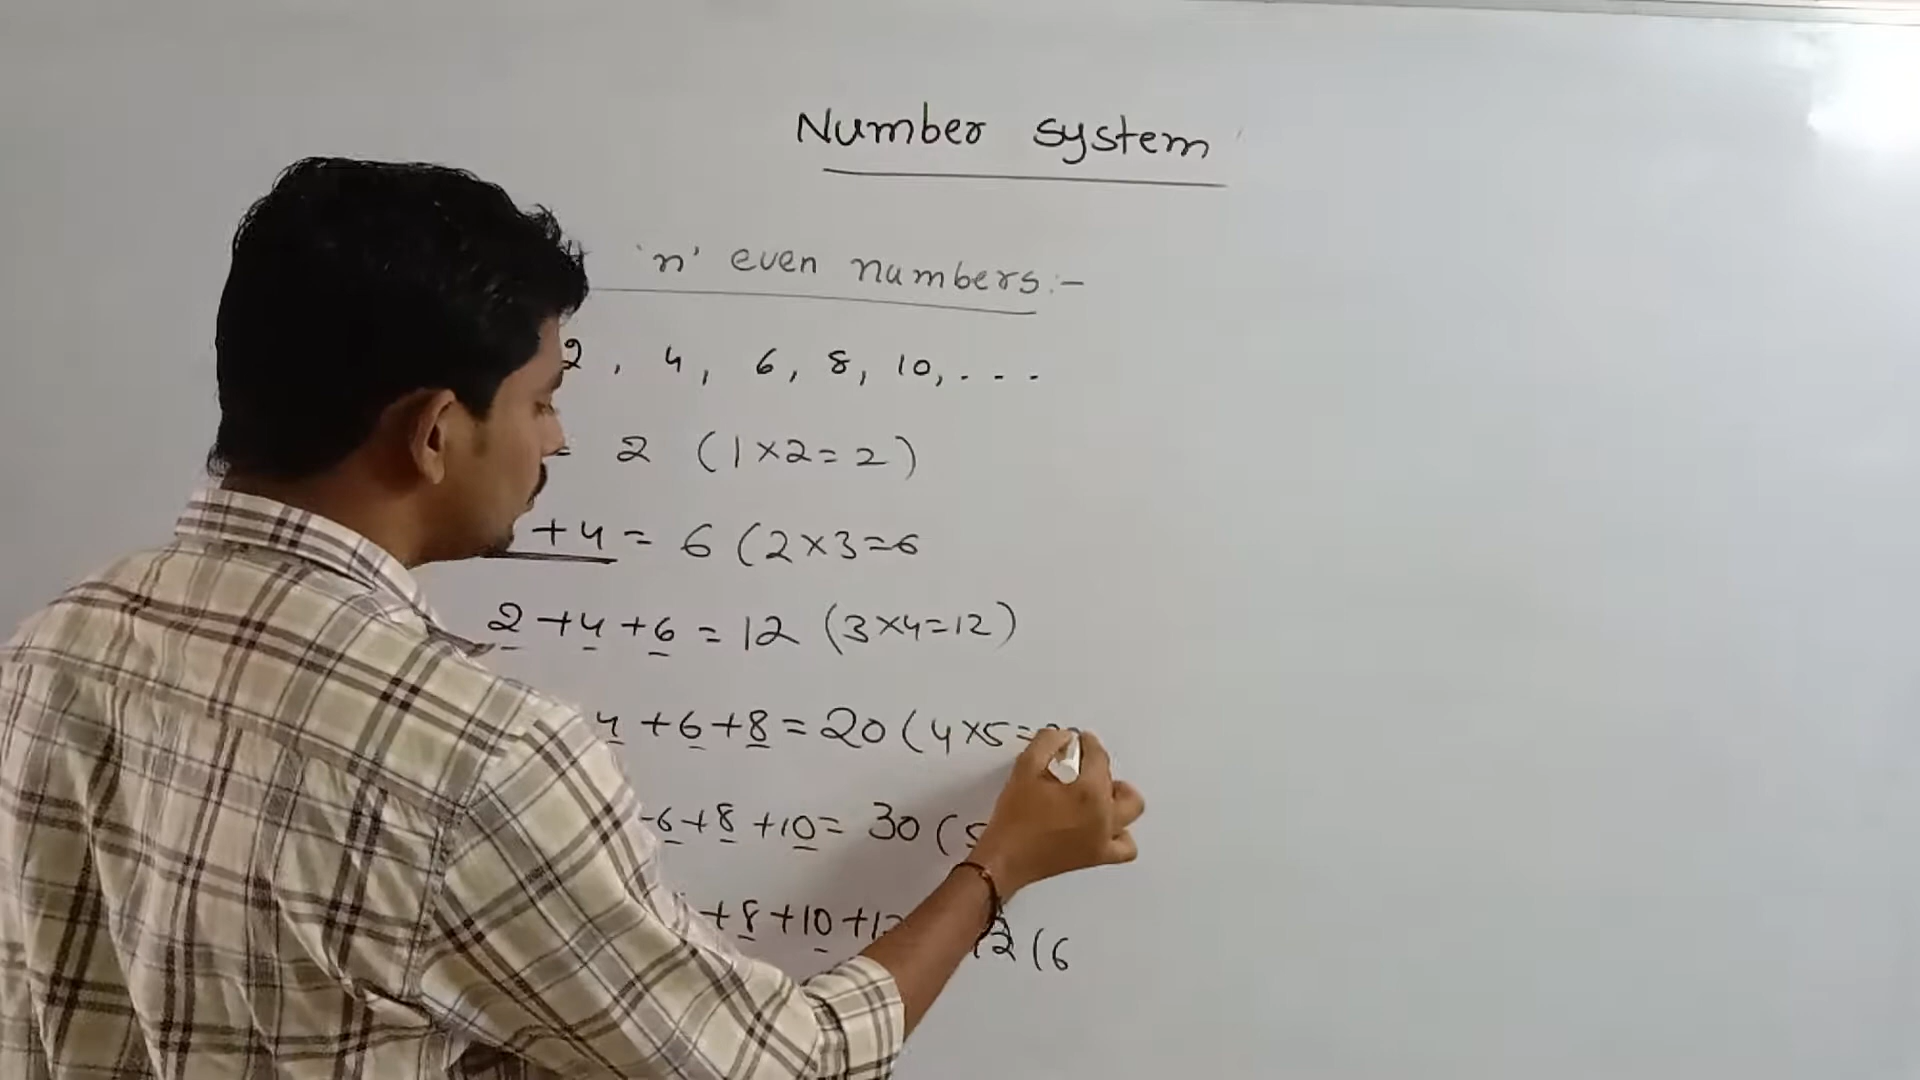 Number system
'n' even numbers:-
2, 4, 6, 8, 10, . . .
= 2 (1×2=2)
+4 = 6 (2×3=6
2+4+6 = 12 (3×4=12)
4+6+8 = 20 (4×5=
6+8+10= 30 (5
+8+10+12 (6